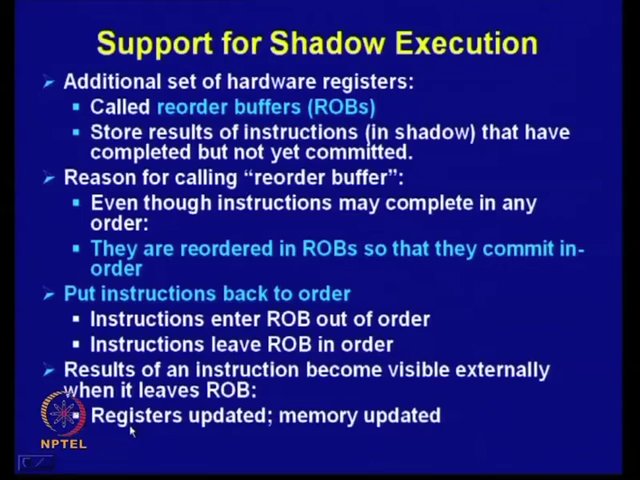 Support for Shadow Execution
Additional set of hardware registers:
Called reorder buffers (ROBs)
Store results of instructions (in shadow) that have
completed but not yet committed.
Reason for calling “reorder buffer”:
Even though instructions may complete in any
order:
They are reordered in ROBs so that they commit in-
order
Put instructions back to order
Instructions enter ROB out of order
Instructions leave ROB in order
Results of an instruction become visible externally
when it leaves ROB:
Registers updated; memory updated
NPTEL